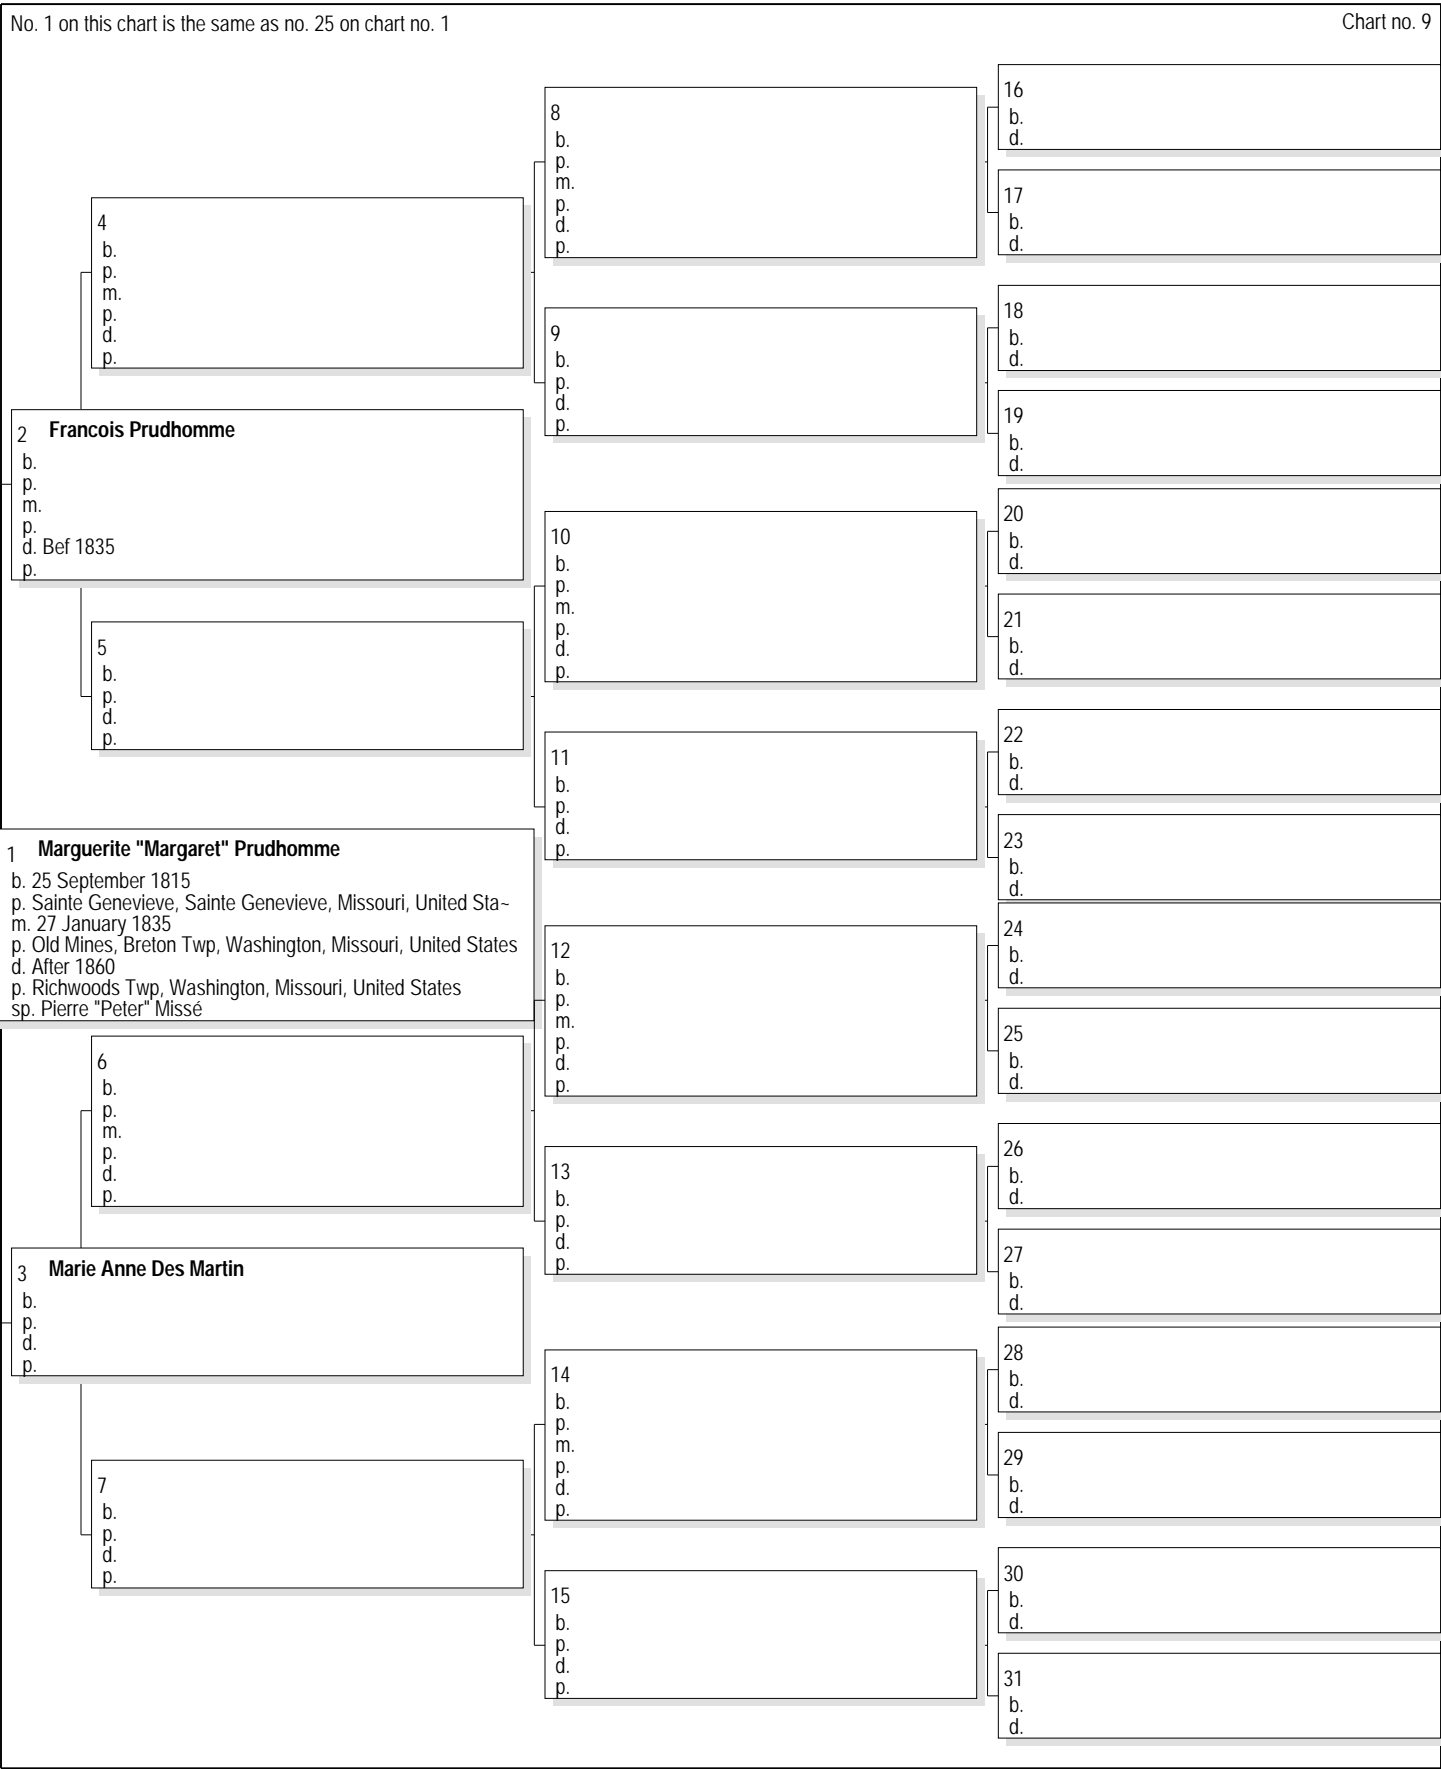 No. 1 on this chart is the same as no. 25 on chart no. 1
Chart no. 9
4
b.
p.
m.
p.
d.
p.
2 Francois Prudhomme
b.
p.
m.
p.
d. Bef 1835
p.
5
b.
p.
d.
p.
1 Marguerite "Margaret" Prudhomme
b. 25 September 1815
p. Sainte Genevieve, Sainte Genevieve, Missouri, United Sta~
m. 27 January 1835
p. Old Mines, Breton Twp, Washington, Missouri, United States
d. After 1860
p. Richwoods Twp, Washington, Missouri, United States
sp. Pierre "Peter" Missé
6
b.
p.
m.
p.
d.
p.
3 Marie Anne Des Martin
b.
p.
d.
p.
7
b.
p.
d.
p.
8
b.
p.
m.
p.
d.
p.
9
b.
p.
d.
p.
10
b.
p.
m.
p.
d.
p.
11
b.
p.
d.
p.
12
b.
p.
m.
p.
d.
p.
13
b.
p.
d.
p.
14
b.
p.
m.
p.
d.
p.
15
b.
p.
d.
p.
16
b.
d.
17
b.
d.
18
b.
d.
19
b.
d.
20
b.
d.
21
b.
d.
22
b.
d.
23
b.
d.
24
b.
d.
25
b.
d.
26
b.
d.
27
b.
d.
28
b.
d.
29
b.
d.
30
b.
d.
31
b.
d.